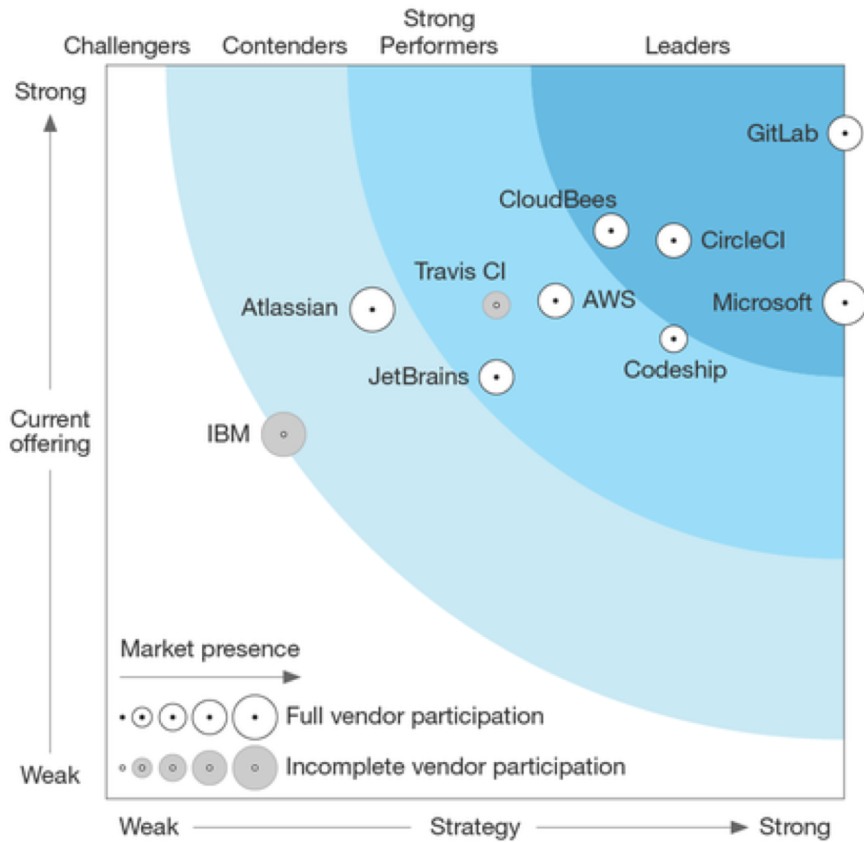 Strong
Challengers Contenders Performers Leaders
Strong
GitLab
CloudBees
CircleCI
Travis CI
Atlassian
AWS
Microsoft
JetBrains
Codeship
Current
offering
IBM
Market presence
Full vendor participation
Incomplete vendor participation
Weak
Weak Strategy Strong